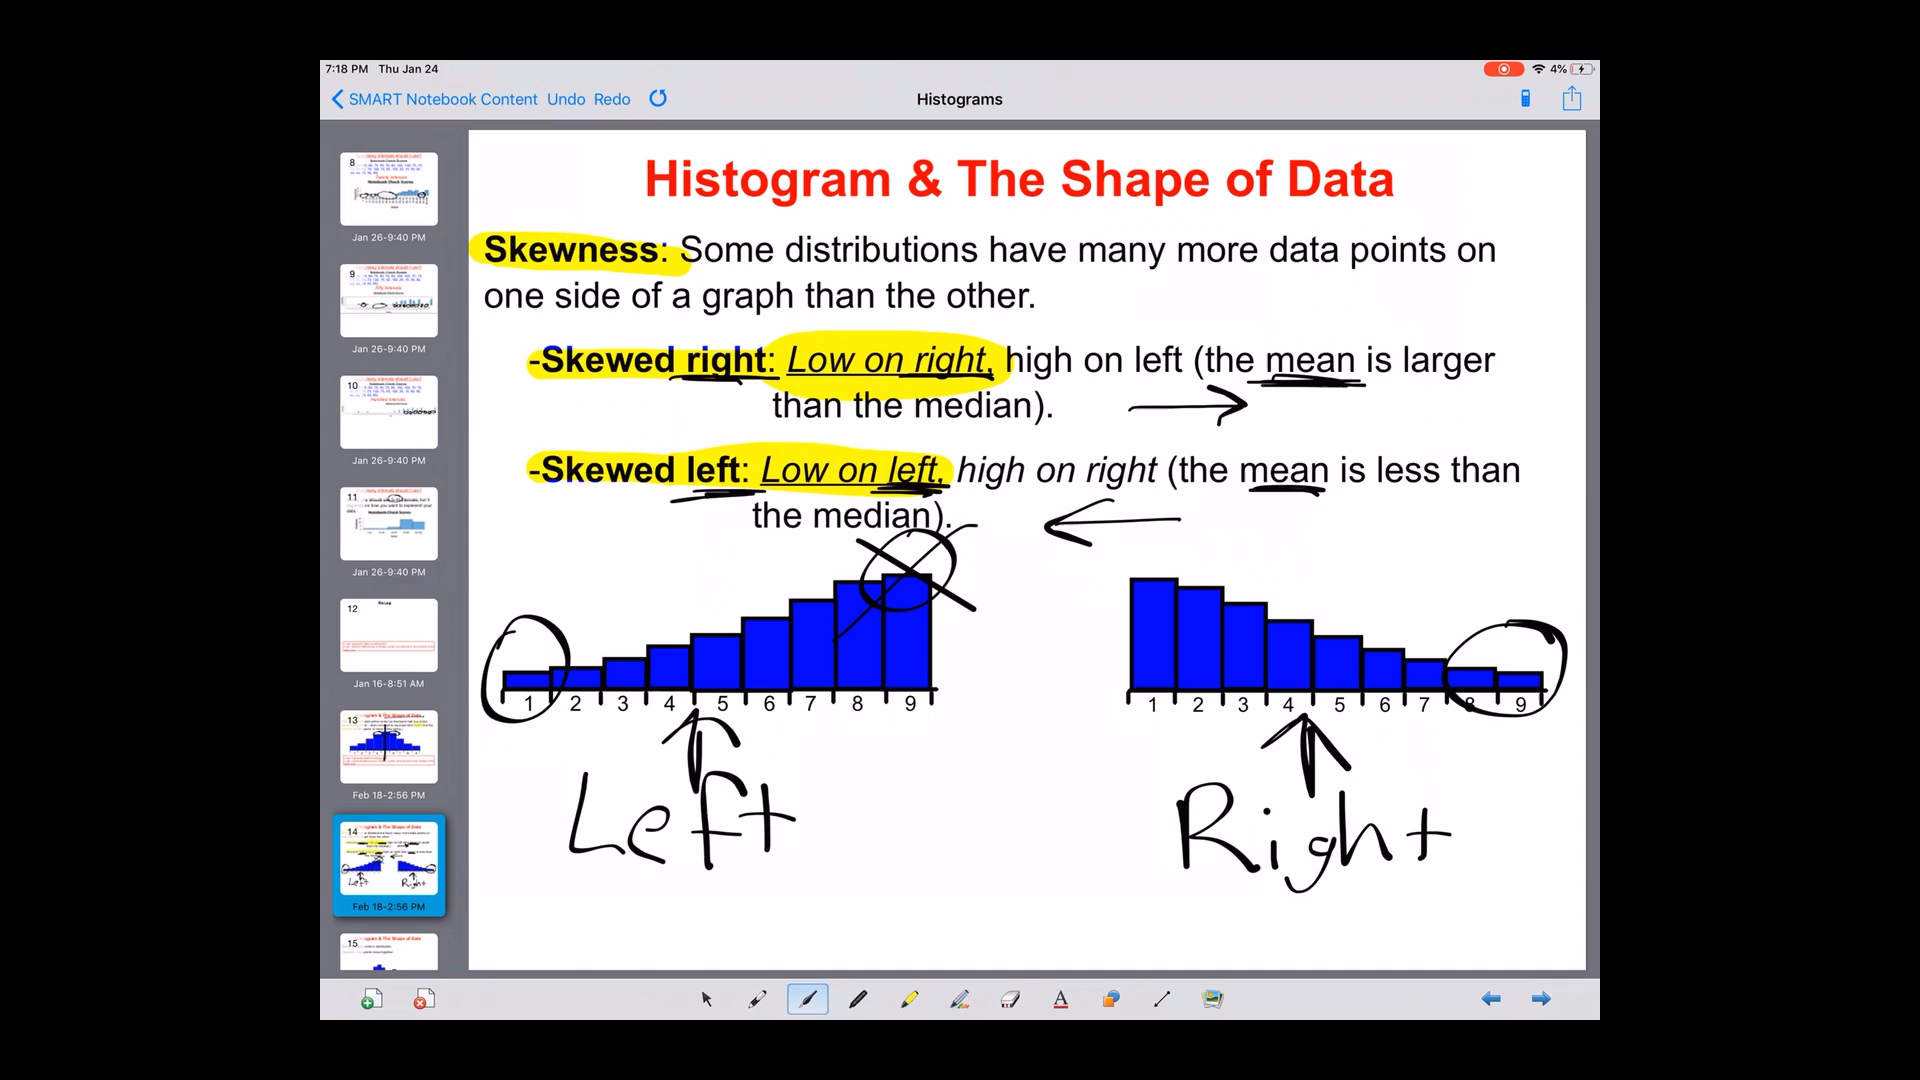 7:18 PM Thu Jan 24
4%
SMART Notebook Content Undo Redo
Histograms
8
Jan 26-9:40 PM
9
Jan 26-9:40 PM
10
Jan 26-9:40 PM
11
Jan 26-9:40 PM
12
Recap
Jan 16-8:51 AM
13
Feb 18-2:56 PM
14
Feb 18-2:56 PM
15
Histogram & The Shape of Data
Skewness: Some distributions have many more data points on
one side of a graph than the other.
-Skewed right: Low on right, high on left (the mean is larger
than the median).
-Skewed left: Low on left, high on right (the mean is less than
the median).
1 2 3 4 5 6 7 8 9
1 2 3 4 5 6 7 8 9
Left
Right